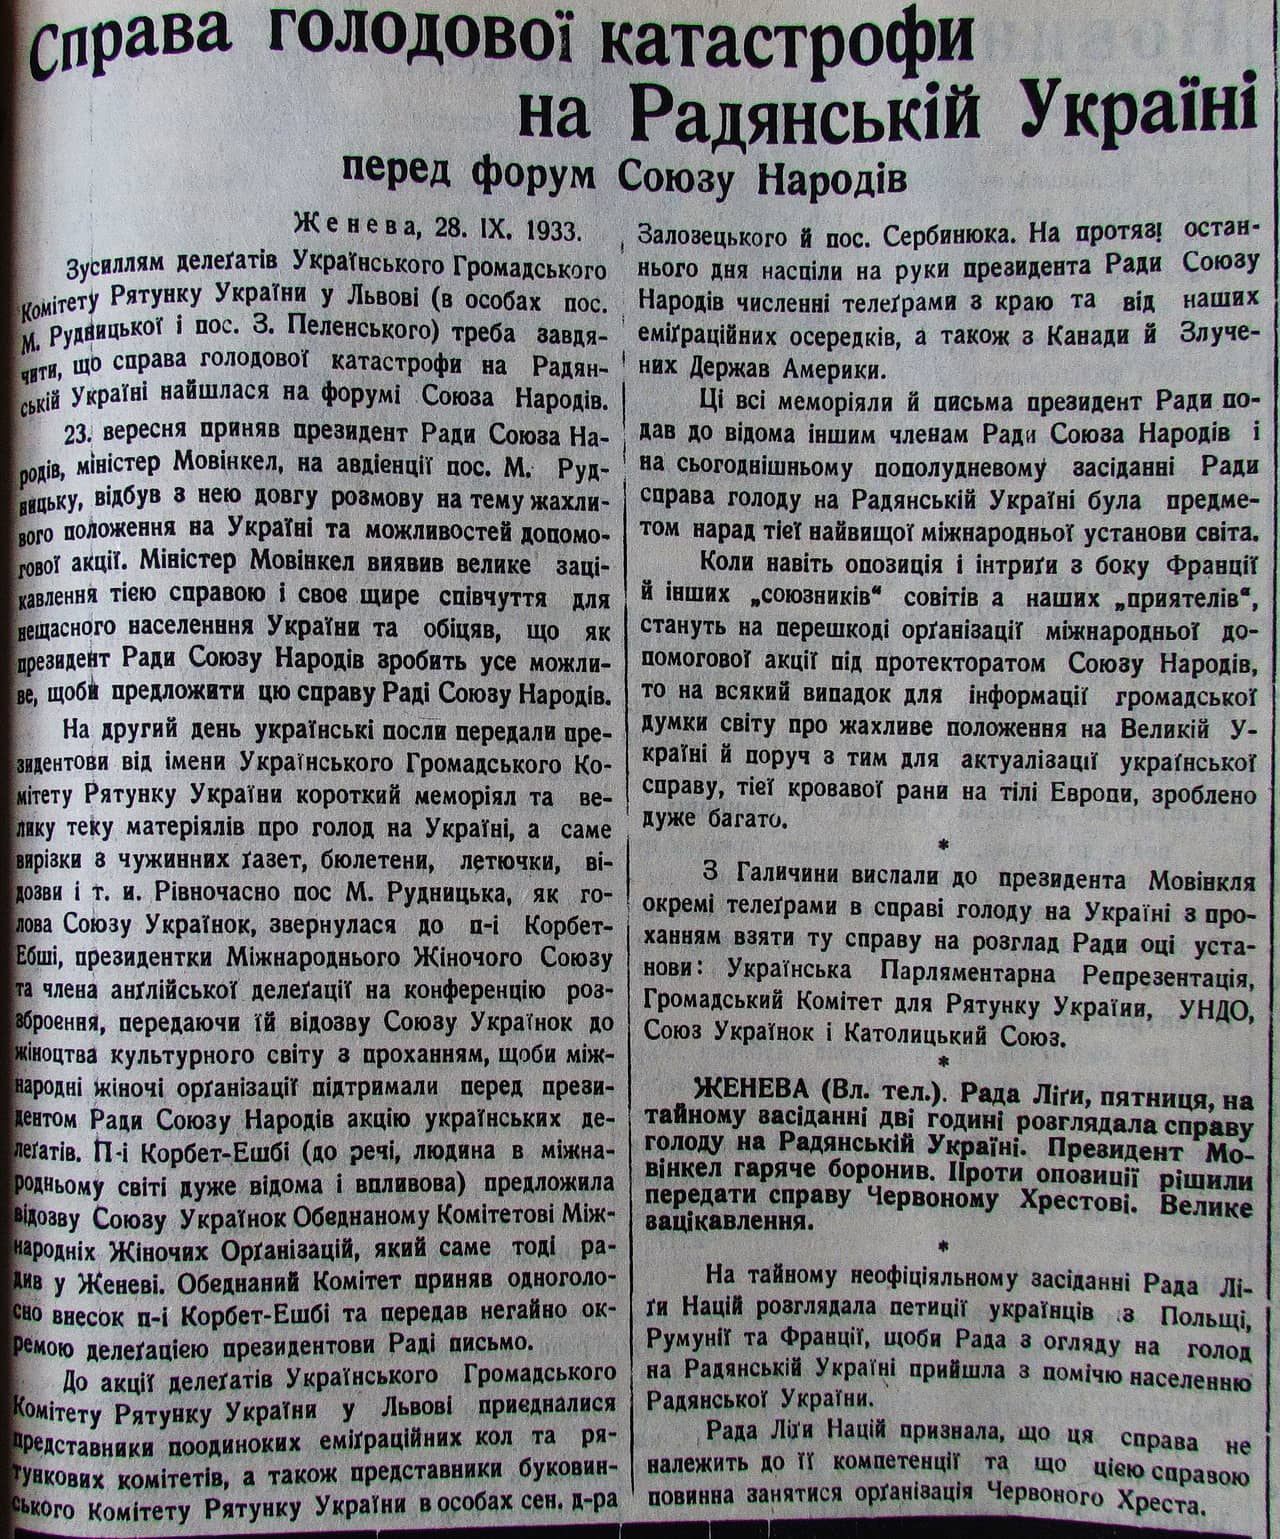 Справа голодової катастрофи
на Радянській Україні
перед форум Союзу Народів
Женева, 28. IX. 1933.
Зусиллям делєґатів Українського Громадського
Комітету Рятунку України у Львові (в особах пос.
М. Рудницької і пос. З. Пеленського) треба завдя-
чити, що справа голодової катастрофи на Радян-
ській Україні найшлася на форумі Союза Народів.
23. вересня приняв президент Ради Союза На-
родів, міністер Мовінкел, на авдієнції пос. М. Руд-
ницьку, відбув з нею довгу розмову на тему жахли-
вого положення на Україні та можливостей допомо-
гової акції. Міністер Мовінкел виявив велике заці-
кавлення тією справою і своє щире співчуття для
нещасного населенння України та обіцяв, що як
президент Ради Союзу Народів зробить усе можли-
ве, щоби предложити цю справу Раді Союзу Народів.
На другий день українські посли передали пре-
зидентови від імени Українського Громадського Ко-
мітету Рятунку України короткий меморіял та ве-
лику теку матеріялів про голод на Україні, а саме
вирізки з чужинних ґазет, бюлетени, летючки, ві-
дозви і т. и. Рівночасно пос М. Рудницька, як го-
лова Союзу Українок, звернулася до п-і Корбет-
Ебші, президентки Міжнароднього Жіночого Союзу
та члена анґлійської делєґації на конференцію роз-
зброєння, передаючи їй відозву Союзу Українок до
жіноцтва культурного світу з проханням, щоби між-
народні жіночі орґанізації підтримали перед прези-
дентом Ради Союзу Народів акцію українських де-
леґатів. П-і Корбет-Ешбі (до речі, людина в міжна-
родньому світі дуже відома і впливова) предложила
відозву Союзу Українок Обеднаному Комітетові Між-
народніх Жіночих Орґанізацій, який саме тоді ра-
див у Женеві. Обеднаний Комітет приняв одноголо-
сно внесок п-і Корбет-Ешбі та передав негайно ок-
ремою делеґацією президентови Раді письмо.
До акції делєґатів Українського Громадського
Комітету Рятунку України у Львові приєдналися
представники поодиноких еміґраційних кол та ря-
тункових комітетів, а також представники буковин-
ського Комітету Рятунку України в особах сен. д-ра
Залозецького й пос. Сербинюка. На протязі остан-
нього дня наспіли на руки президента Ради Союзу
Народів численні телєґрами з краю та від наших
еміґраційних осередків, а також з Канади й Злуче-
них Держав Америки.
Ці всі меморіяли й письма президент Ради по-
дав до відома іншим членам Ради Союза Народів і
на сьогоднішньому пополудневому засіданні Ради
справа голоду на Радянській Україні була предме-
том нарад тієї найвищої міжнародньої установи світа.
Коли навіть опозиція і інтриґи з боку Франції
й інших „союзників“ совітів а наших „приятелів“,
стануть на перешкоді орґанізації міжнародньої до-
помогової акції під протекторатом Союзу Народів,
то на всякий випадок для інформації громадської
думки світу про жахливе положення на Великій У-
країні й поруч з тим для актуалізації української
справу, тієї кровавої рани на тілі Европи, зроблено
дуже багато.
*
З Галичини вислали до президента Мовінкля
окремі телєґрами в справі голоду на Україні з про-
ханням взяти ту справу на розгляд Ради оці уста-
нови: Українська Парляментарна Репрезентація,
Громадський Комітет для Рятунку України, УНДО,
Союз Українок і Католицький Союз.
*
ЖЕНЕВА (Вл. тел.). Рада Ліґи, пятниця, на
тайному засіданні дві годині розглядала справу
голоду на Радянській Україні. Президент Мо-
вінкел гаряче боронив. Проти опозиції рішили
передати справу Червоному Хрестові. Велике
зацікавлення.
*
На тайному неофіціяльному засіданні Рада Лі-
ґи Націй розглядала петиції українців з Польщі,
Румунії та Франції, щоби Рада з огляду на голод
на Радянській Україні прийшла з помічю населенню
Радянської України.
Рада Ліґи Націй признала, що ця справа не
належить до її компетенції та що цією справою
повинна занятися орґанізація Червоного Хреста.